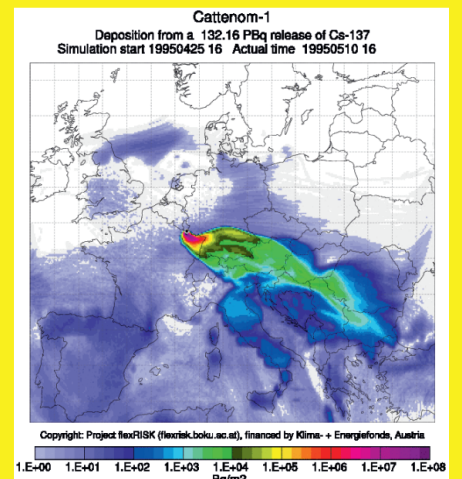 Cattenom-1
Deposition from a 132.16 PBq release of Cs-137
Simulation start 19950425 16 Actual time 19950510 16
Copyright: Project flexRISK (flexrisk.boku.ac.at), financed by Klima- + Energiefonds, Austria
1.E+00 1.E+01 1.E+02 1.E+03 1.E+04 1.E+05 1.E+06 1.E+07 1.E+08
Bq/m2